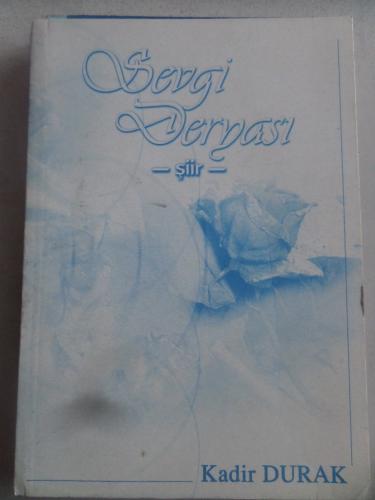 Sevgi
Deryası
— şiir —
Kadir DURAK